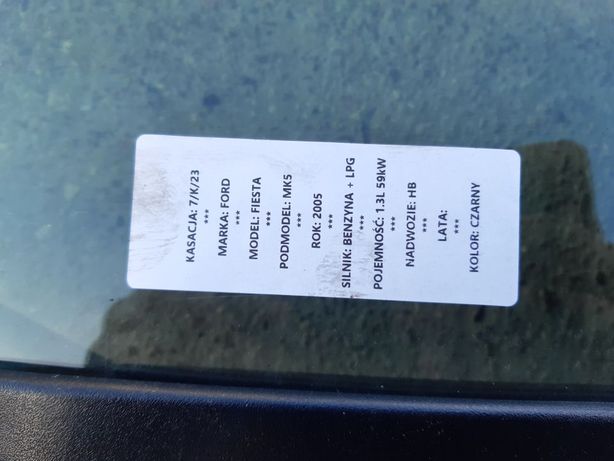 KASACJA: 7/K/23
***
MARKA: FORD
***
MODEL: FIESTA
***
PODMODEL: MK5
***
ROK: 2005
***
SILNIK: BENZYNA + LPG
***
POJEMNOŚĆ: 1.3L 59kW
***
NADWOZIE: HB
***
LATA:
***
KOLOR: CZARNY